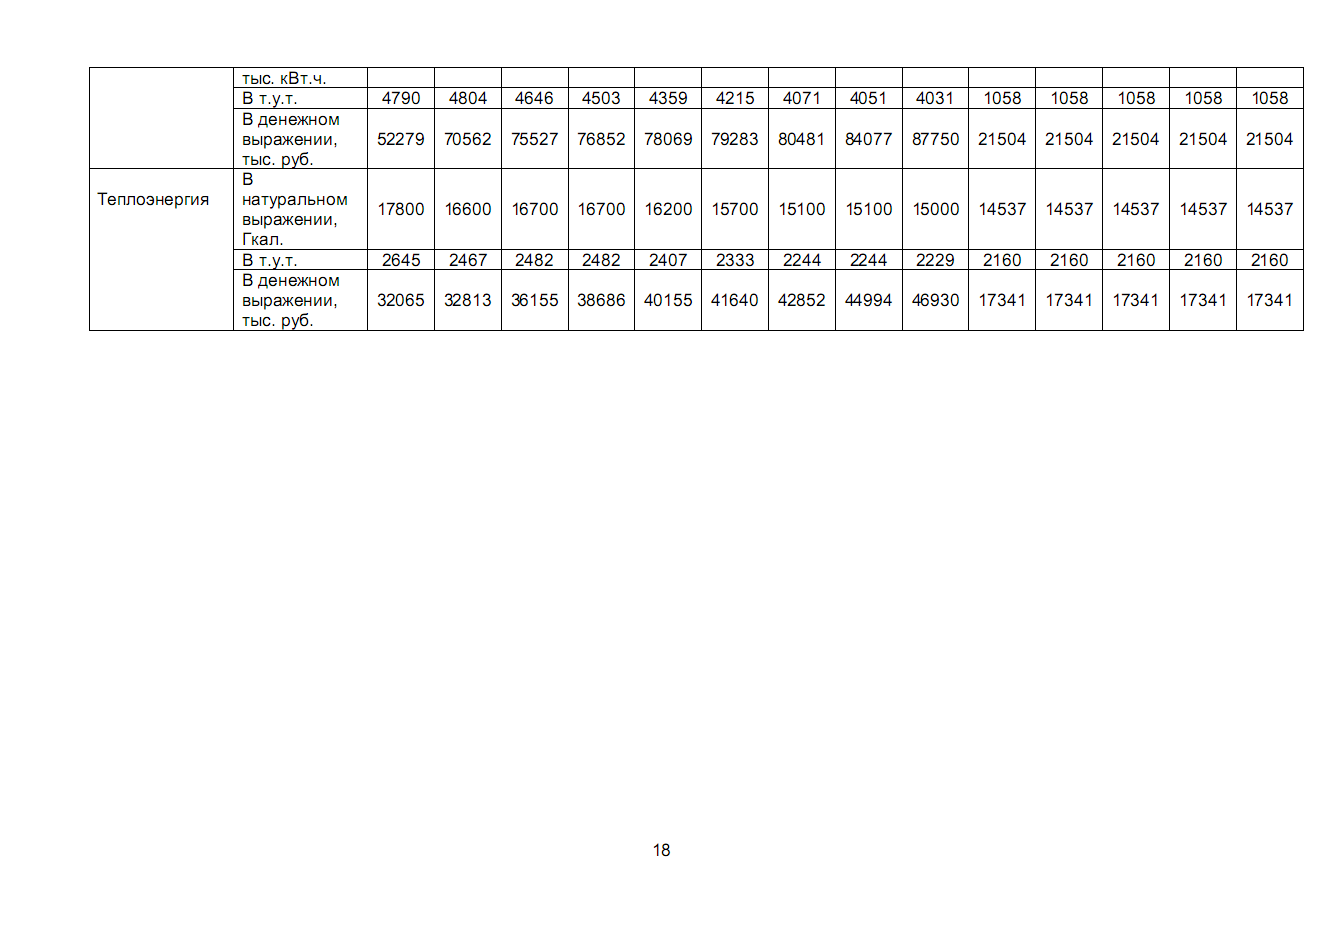 тыс. кВт.ч.
В т.у.т. 4790 4804 4646 4503 4359 4215 4071 4051 4031 1058 1058 1058 1058 1058
В денежном
выражении, 52279 70562 75527 76852 78069 79283 80481 84077 87750 21504 21504 21504 21504 21504
тыс. руб.
В
Теплоэнергия натуральном
выражении, 17800 16600 16700 16700 16200 15700 15100 15100 15000 14537 14537 14537 14537 14537
Гкал.
В т.у.т. 2645 2467 2482 2482 2407 2333 2244 2244 2229 2160 2160 2160 2160 2160
В денежном
выражении, 32065 32813 36155 38686 40155 41640 42852 44994 46930 17341 17341 17341 17341 17341
тыс. руб.
18